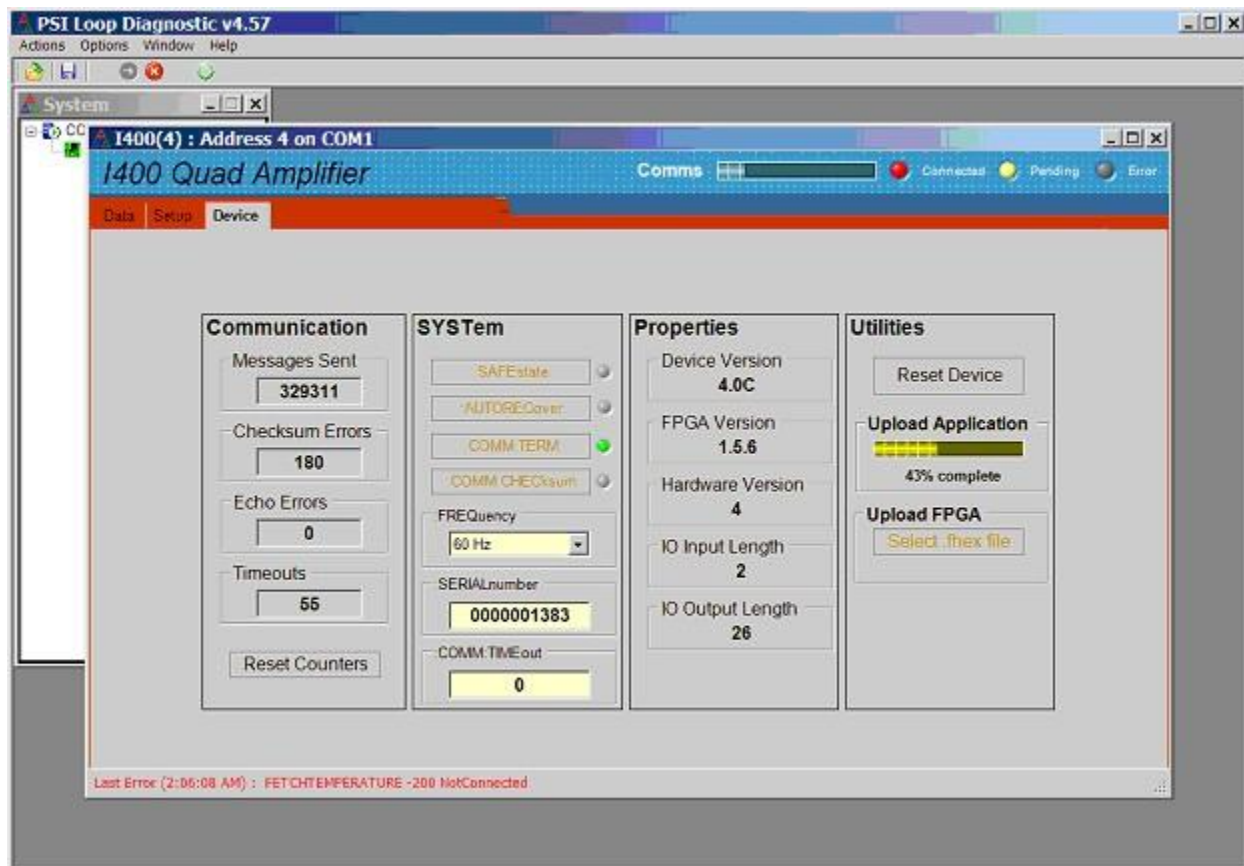 PSI Loop Diagnostic v4.57
Actions Options Window Help
System
CO
I400(4) : Address 4 on COM1
I400 Quad Amplifier
Comms
Connected
Pending
Error
Data Setup Device
Communication
Messages Sent
329311
Checksum Errors
180
Echo Errors
0
Timeouts
55
Reset Counters
SYSTem
SAFEstate
AUTORECover
COMM:TERM
COMM:CHECksum
FREQuency
60 Hz
SERIALnumber
0000001383
COMM:TIMEout
0
Properties
Device Version
4.0C
FPGA Version
1.5.6
Hardware Version
4
IO Input Length
2
IO Output Length
26
Utilities
Reset Device
Upload Application
43% complete
Upload FPGA
Select .fhex file
Last Error (2:06:08 AM) : FETCHTEMPERATURE -200 NotConnected